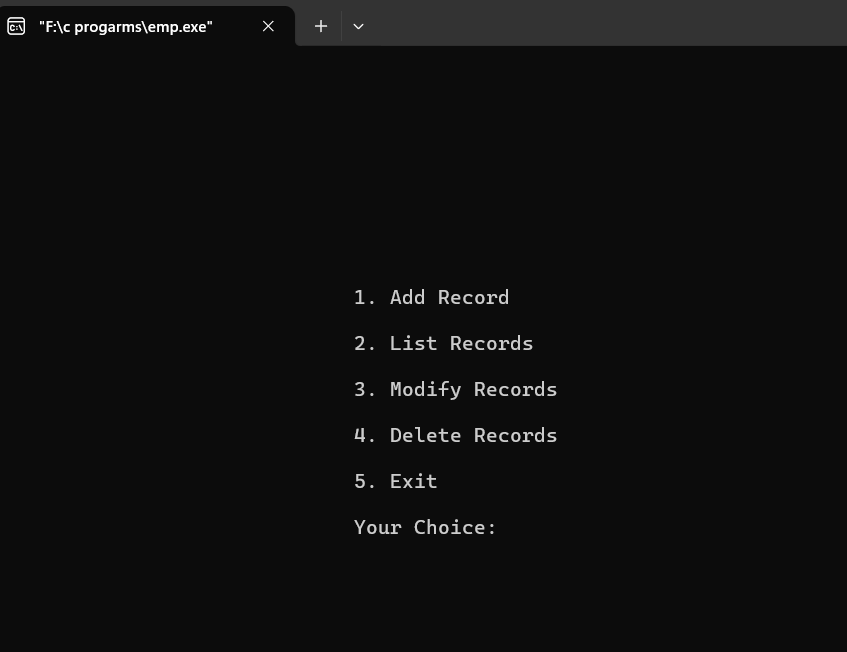 "F:\c progarms\emp.exe"
1. Add Record
2. List Records
3. Modify Records
4. Delete Records
5. Exit
Your Choice: